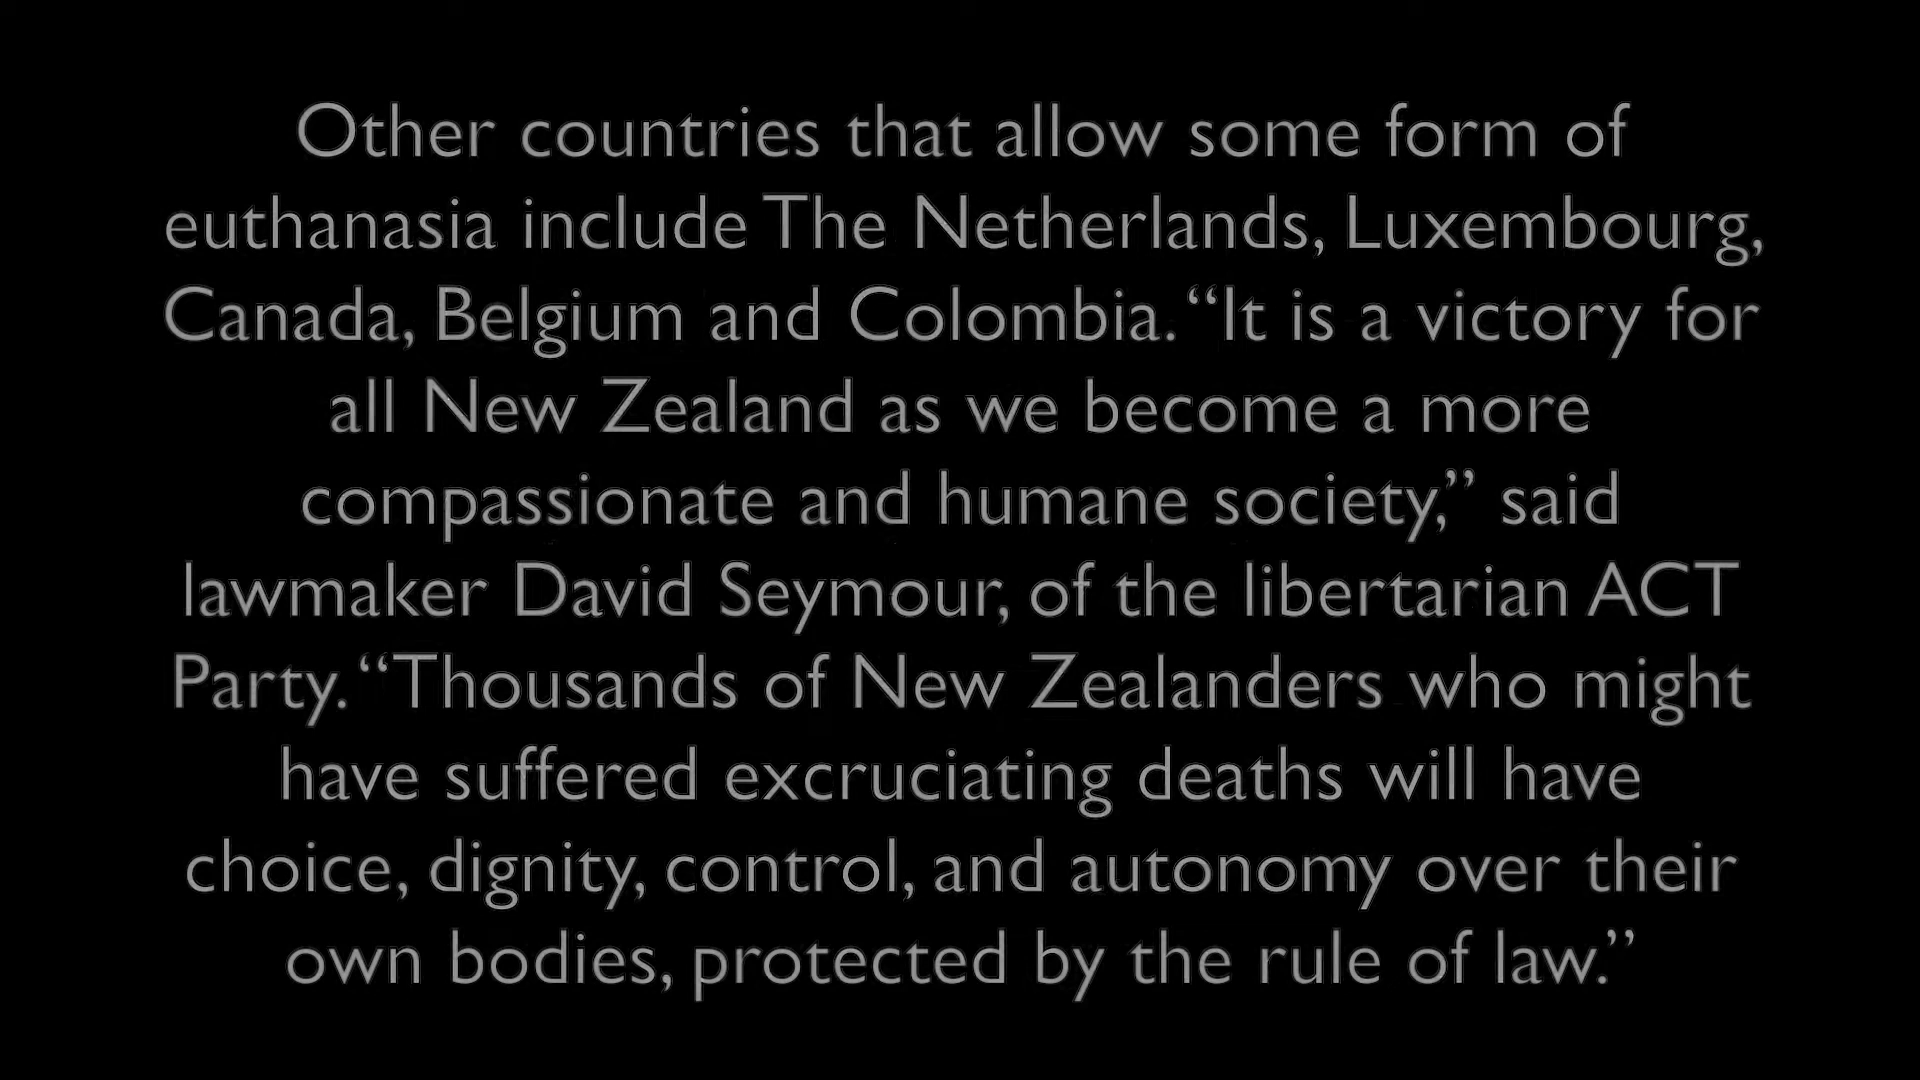 Other countries that allow some form of
euthanasia include The Netherlands, Luxembourg,
Canada, Belgium and Colombia. “It is a victory for
all New Zealand as we become a more
compassionate and humane society,” said
lawmaker David Seymour, of the libertarian ACT
Party. “Thousands of New Zealanders who might
have suffered excruciating deaths will have
choice, dignity, control, and autonomy over their
own bodies, protected by the rule of law.”